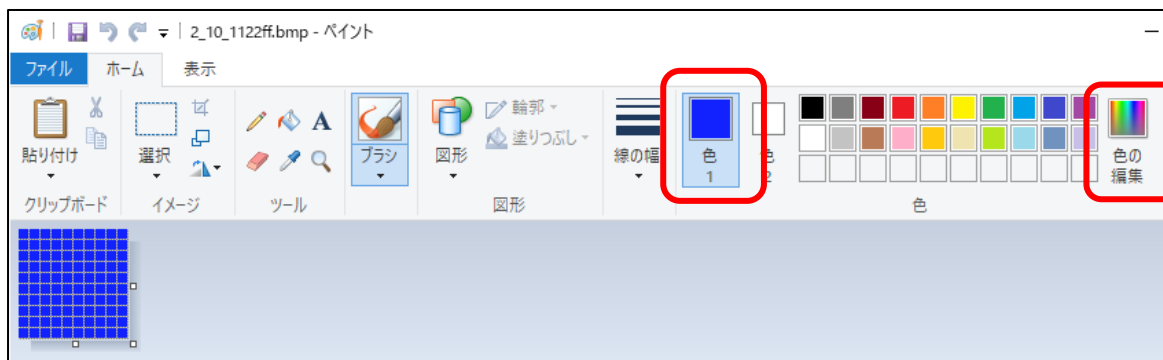 2_10_1122ff.bmp - ペイント
ファイル ホーム 表示
貼り付け
選択
A
ブラシ
図形
輪郭
塗りつぶし
線の幅
色
1
色
2
色の
編集
クリップボード イメージ ツール 図形 色